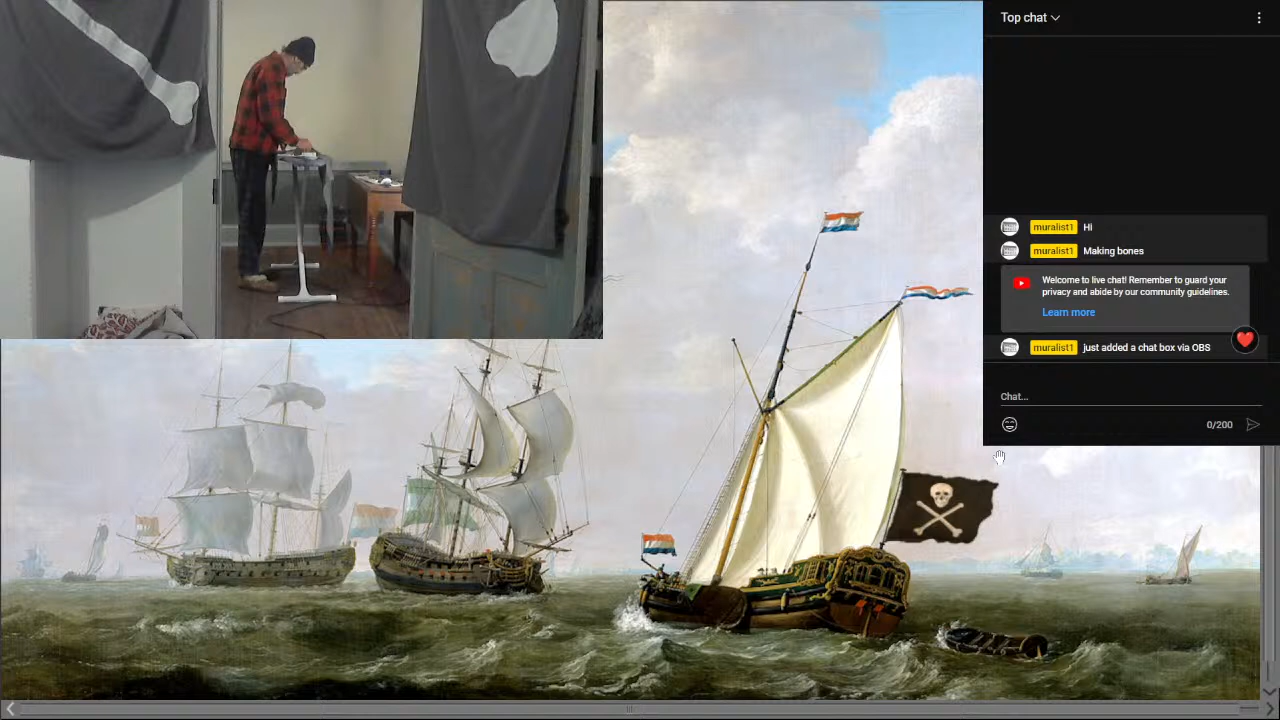 Top chat
muralist1 Hi
muralist1 Making bones
Welcome to live chat! Remember to guard your
privacy and abide by our community guidelines.
Learn more
muralist1 just added a chat box via OBS
Chat...
0/200